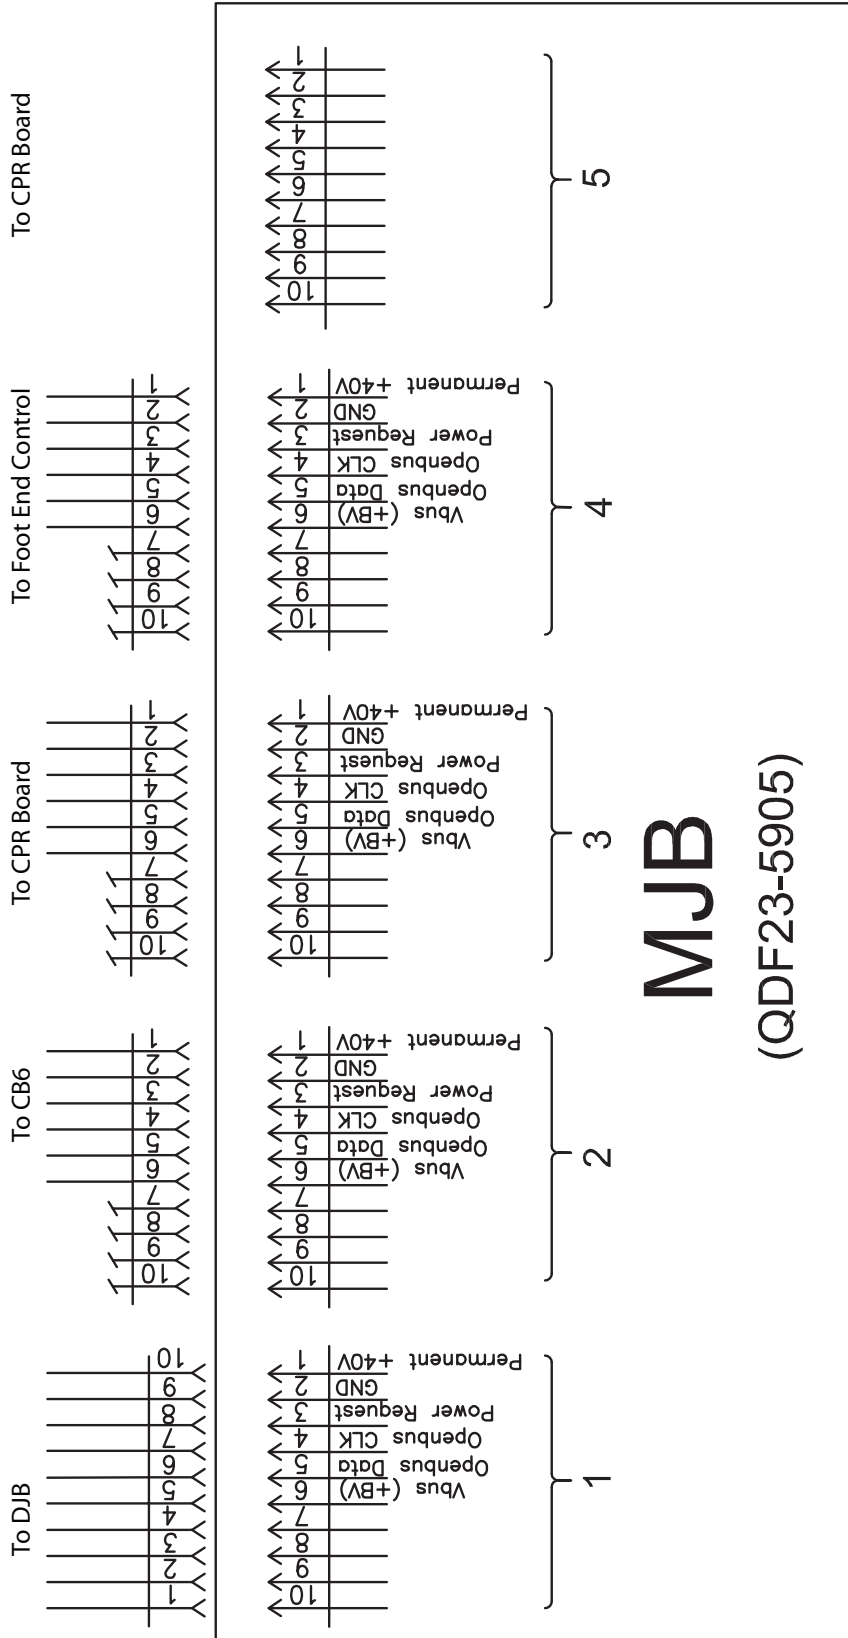 To CPR Board
1
2
3
4
5
6
7
8
9
10
5
To Foot End Control
1
2
3
4
5
6
7
8
9
10
1 Permanent +40V
2 GND
3 Power Request
4 Openbus CLK
5 Openbus Data
6 Vbus (+BV)
7
8
9
10
4
To CPR Board
1
2
3
4
5
6
7
8
9
10
1 Permanent +40V
2 GND
3 Power Request
4 Openbus CLK
5 Openbus Data
6 Vbus (+BV)
7
8
9
10
3
MJB
(QDF23-5905)
To CB6
1
2
3
4
5
6
7
8
9
10
1 Permanent +40V
2 GND
3 Power Request
4 Openbus CLK
5 Openbus Data
6 Vbus (+BV)
7
8
9
10
2
To DJB
10
9
8
7
6
5
4
3
2
1
1 Permanent +40V
2 GND
3 Power Request
4 Openbus CLK
5 Openbus Data
6 Vbus (+BV)
7
8
9
10
1